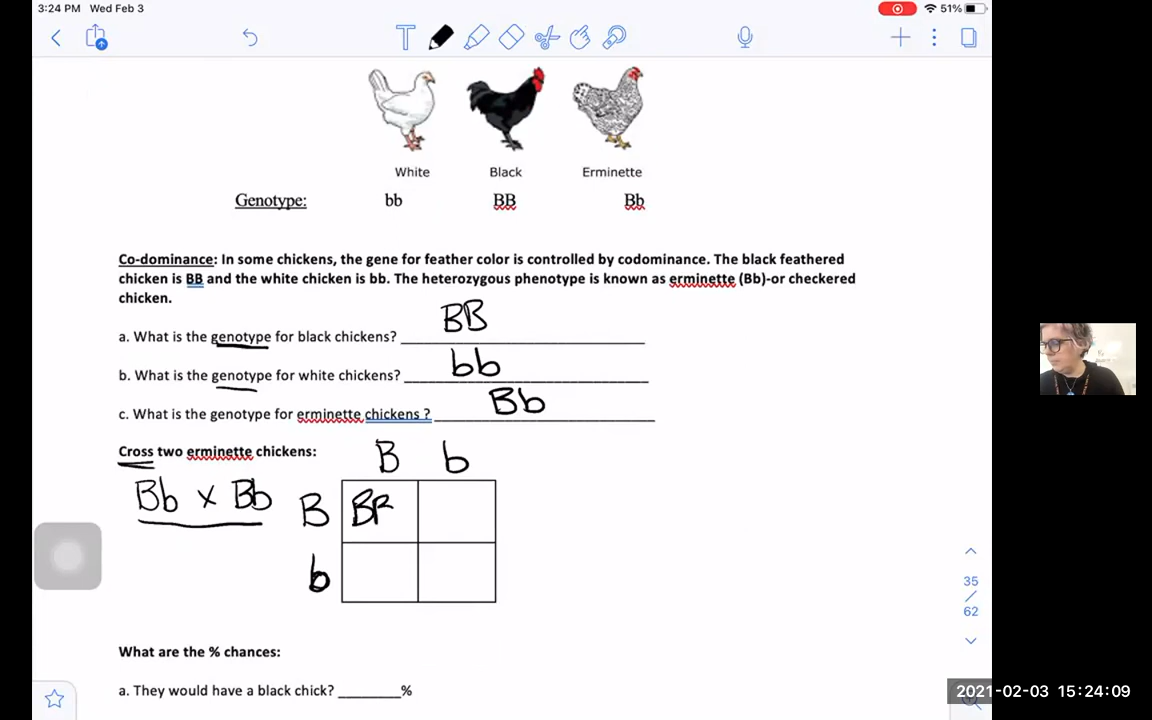 3:24 PM Wed Feb 3
51%
White Black Erminette
Genotype: bb BB Bb
Co-dominance: In some chickens, the gene for feather color is controlled by codominance. The black feathered
chicken is BB and the white chicken is bb. The heterozygous phenotype is known as erminette (Bb)-or checkered
chicken.
a. What is the genotype for black chickens? BB
b. What is the genotype for white chickens? bb
c. What is the genotype for erminette chickens ? Bb
Cross two erminette chickens:
B b
Bb x Bb
B BB
b
35
/
62
What are the % chances:
a. They would have a black chick? ________%
2021-02-03 15:24:09